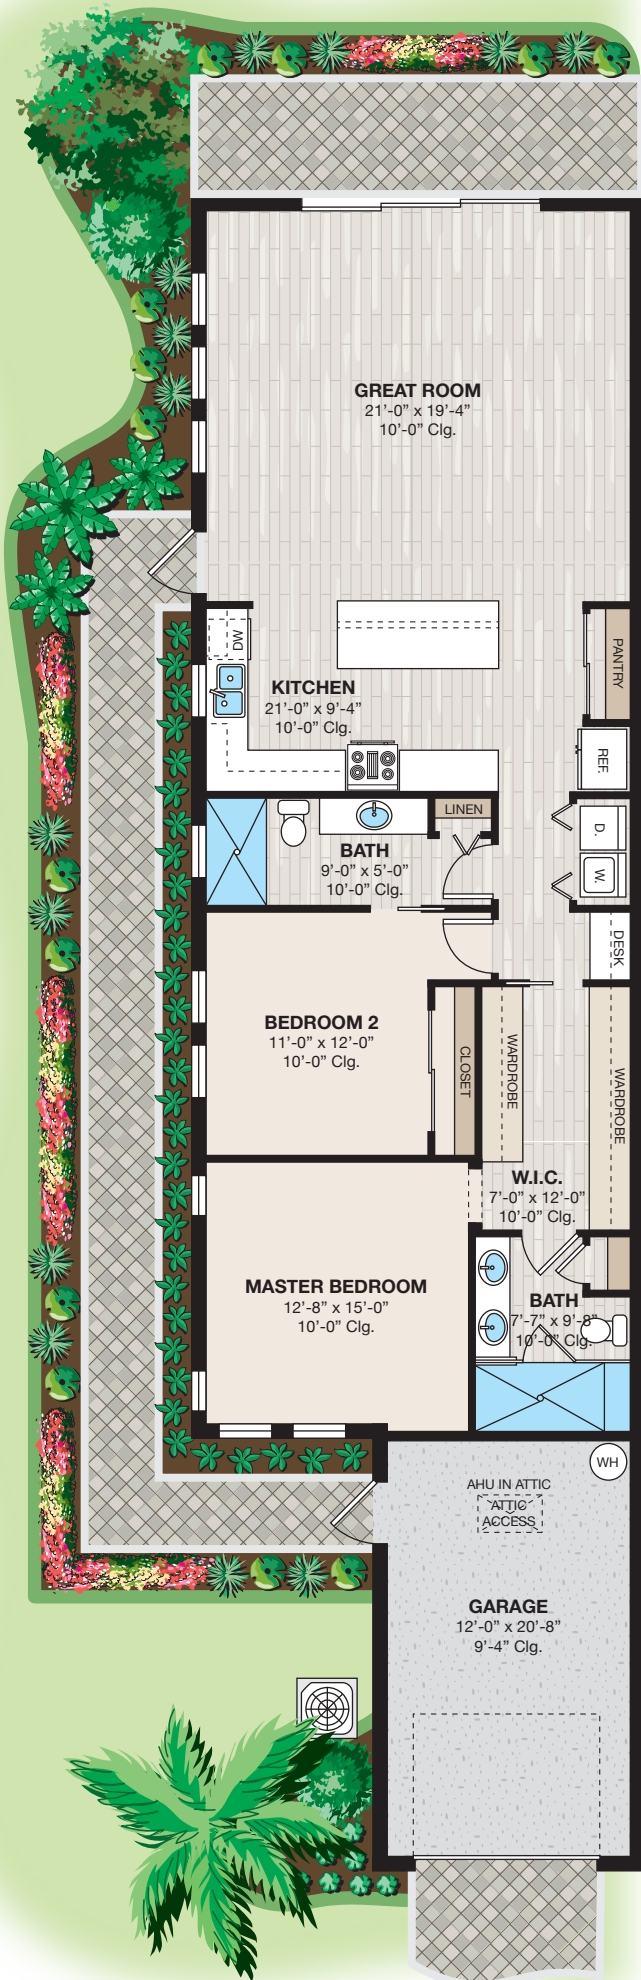 GREAT ROOM
21’-0” x 19’-4”
10’-0” Clg.
DW
PANTRY
KITCHEN
21’-0” x 9’-4”
10’-0” Clg.
REF.
LINEN
D.
BATH
9’-0” x 5’-0”
10’-0” Clg.
W.
DESK
BEDROOM 2
11’-0” x 12’-0”
10’-0” Clg.
CLOSET
WARDROBE
WARDROBE
W.I.C.
7’-0” x 12’-0”
10’-0” Clg.
MASTER BEDROOM
12’-8” x 15’-0”
10’-0” Clg.
BATH
7’-7” x 9’-8”
10’-0” Clg.
WH
AHU IN ATTIC
ATTIC
ACCESS
GARAGE
12’-0” x 20’-8”
9’-4” Clg.